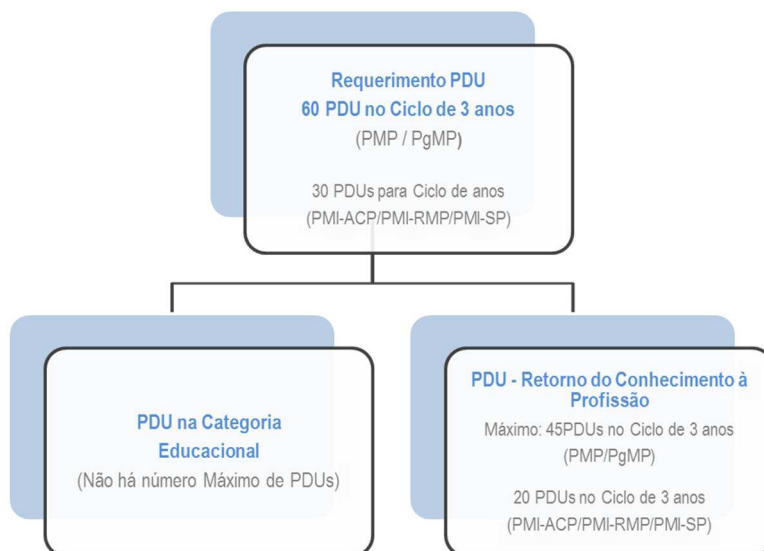 Requerimento PDU
60 PDU no Ciclo de 3 anos
(PMP / PgMP)
30 PDUs para Ciclo de anos
(PMI-ACP/PMI-RMP/PMI-SP)
PDU na Categoria
Educacional
(Não há número Máximo de PDUs)
PDU - Retorno do Conhecimento à
Profissão
Máximo: 45PDUs no Ciclo de 3 anos
(PMP/PgMP)
20 PDUs no Ciclo de 3 anos
(PMI-ACP/PMI-RMP/PMI-SP)